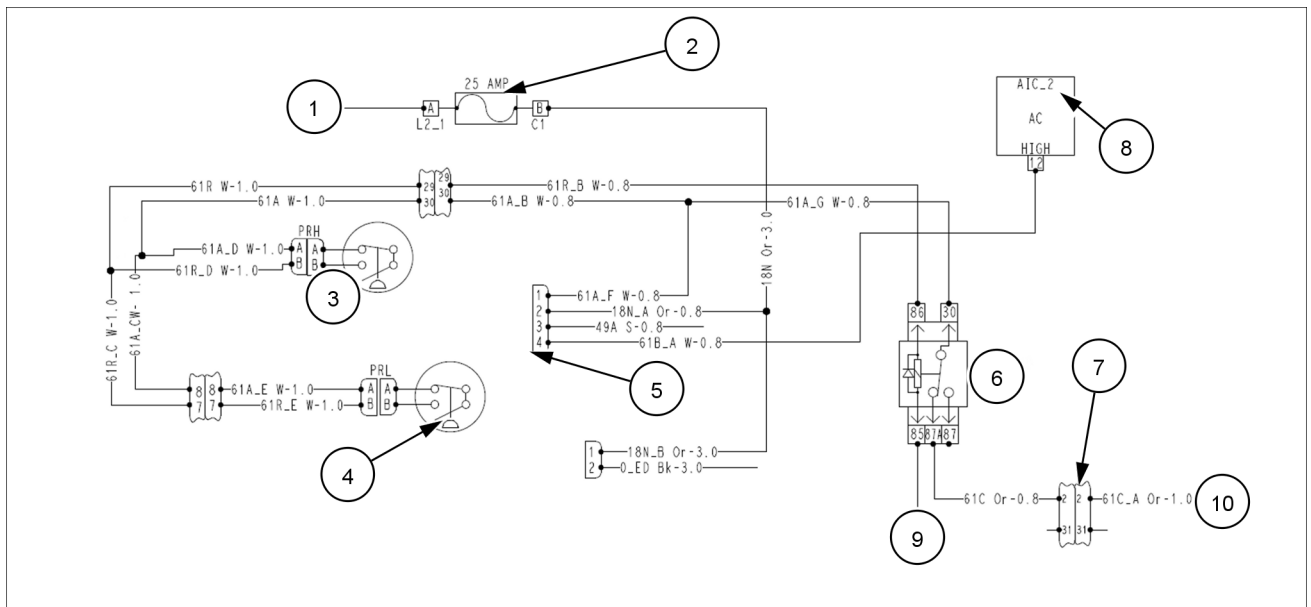 2
25 AMP
AIC_2
1
A
B
L2_1
C1
AC
8
HIGH
12
61R W-1.0
29
29
61R_B W-0.8
61A W-1.0
30
30
61A_B W-0.8
61A_G W-0.8
PRH
61A_D W-1.0
A
A
61R_D W-1.0
B
B
3
18N Or-3.0
61R_C W-1.0
61A_CW- 1.0
1
61A_F W-0.8
2
18N_A Or-0.8
3
49A S-0.8
4
61B_A W-0.8
86
30
5
6
PRL
8
8
61A_E W-1.0
A
A
7
7
61R_E W-1.0
B
B
7
85
87A
87
4
1
18N_B Or-3.0
2
0_ED Bk-3.0
61C Or-0.8
2
2
61C_A Or-1.0
10
31
31
9